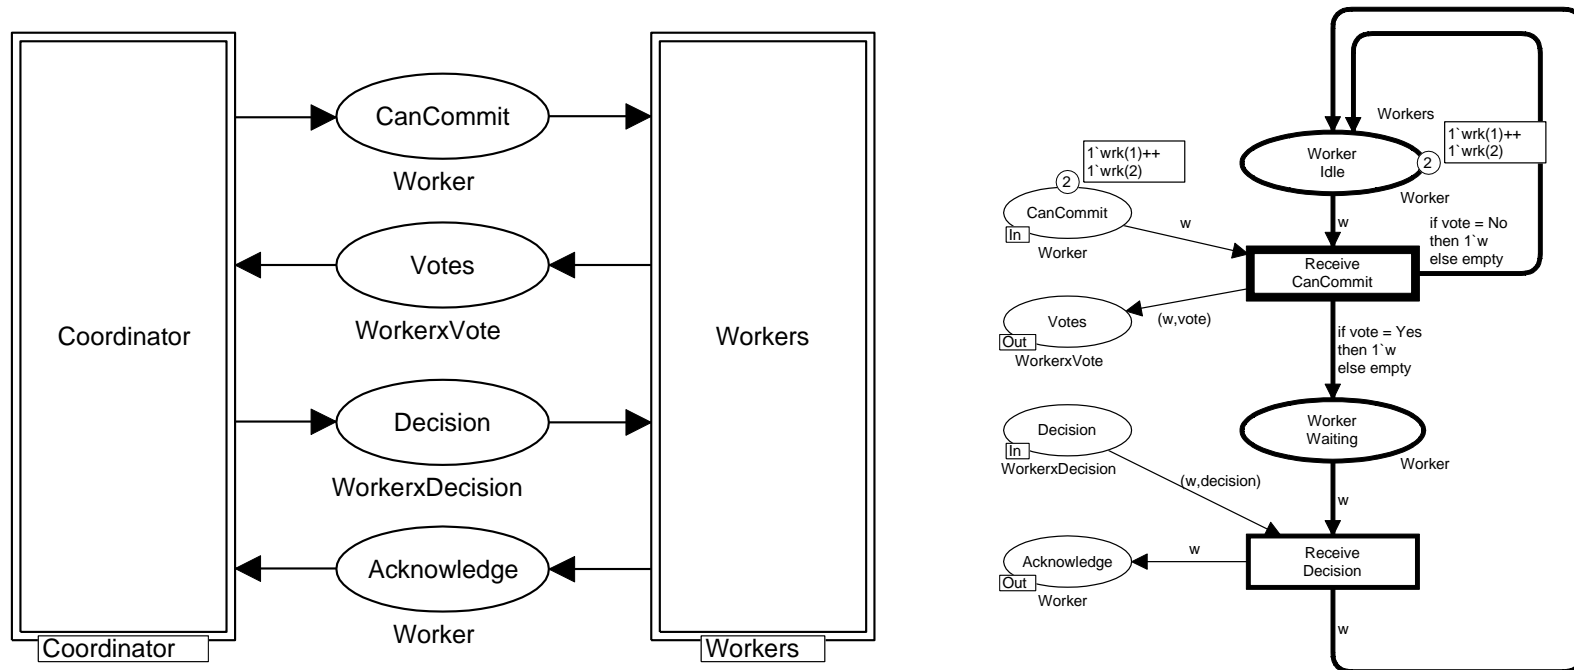 Coordinator
Coordinator
CanCommit
Worker
Votes
WorkerxVote
Decision
WorkerxDecision
Acknowledge
Worker
Workers
Workers
Workers
1`wrk(1)++
1`wrk(2)
2
Worker
Idle
Worker
1`wrk(1)++
1`wrk(2)
2
CanCommit
In
Worker
w
w
if vote = No
then 1`w
else empty
Receive
CanCommit
(w,vote)
Votes
Out
WorkerxVote
if vote = Yes
then 1`w
else empty
Worker
Waiting
Worker
Decision
In
WorkerxDecision
(w,decision)
w
Receive
Decision
w
Acknowledge
Out
Worker
w